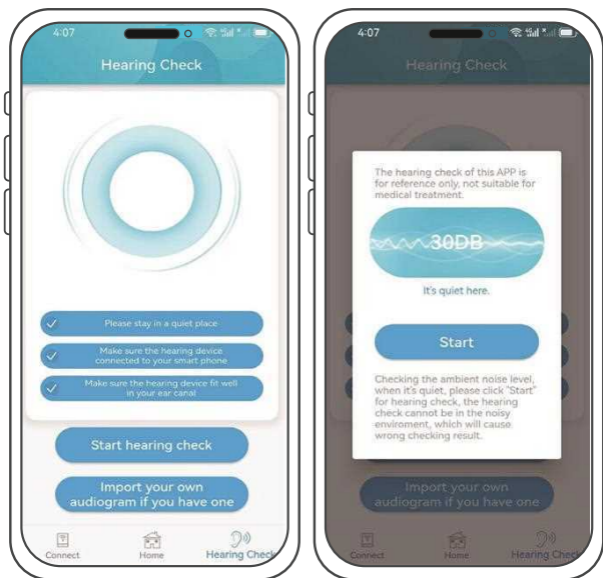 4:07
Hearing Check
Please stay in a quiet place
Make sure the hearing device
connected to your smart phone
Make sure the hearing device fit well
in your ear canal
Start hearing check
Import your own
audiogram if you have one
Connect
Home
Hearing Check
4:07
Hearing Check
The hearing check of this APP is
for reference only, not suitable for
medical treatment.
30DB
It's quiet here.
Start
Checking the ambient noise level,
when it's quiet, please click "Start"
for hearing check, the hearing
check cannot be in the noisy
enviroment, which will cause
wrong checking result.
Import your own
audiogram if you have one
Connect
Home
Hearing Check